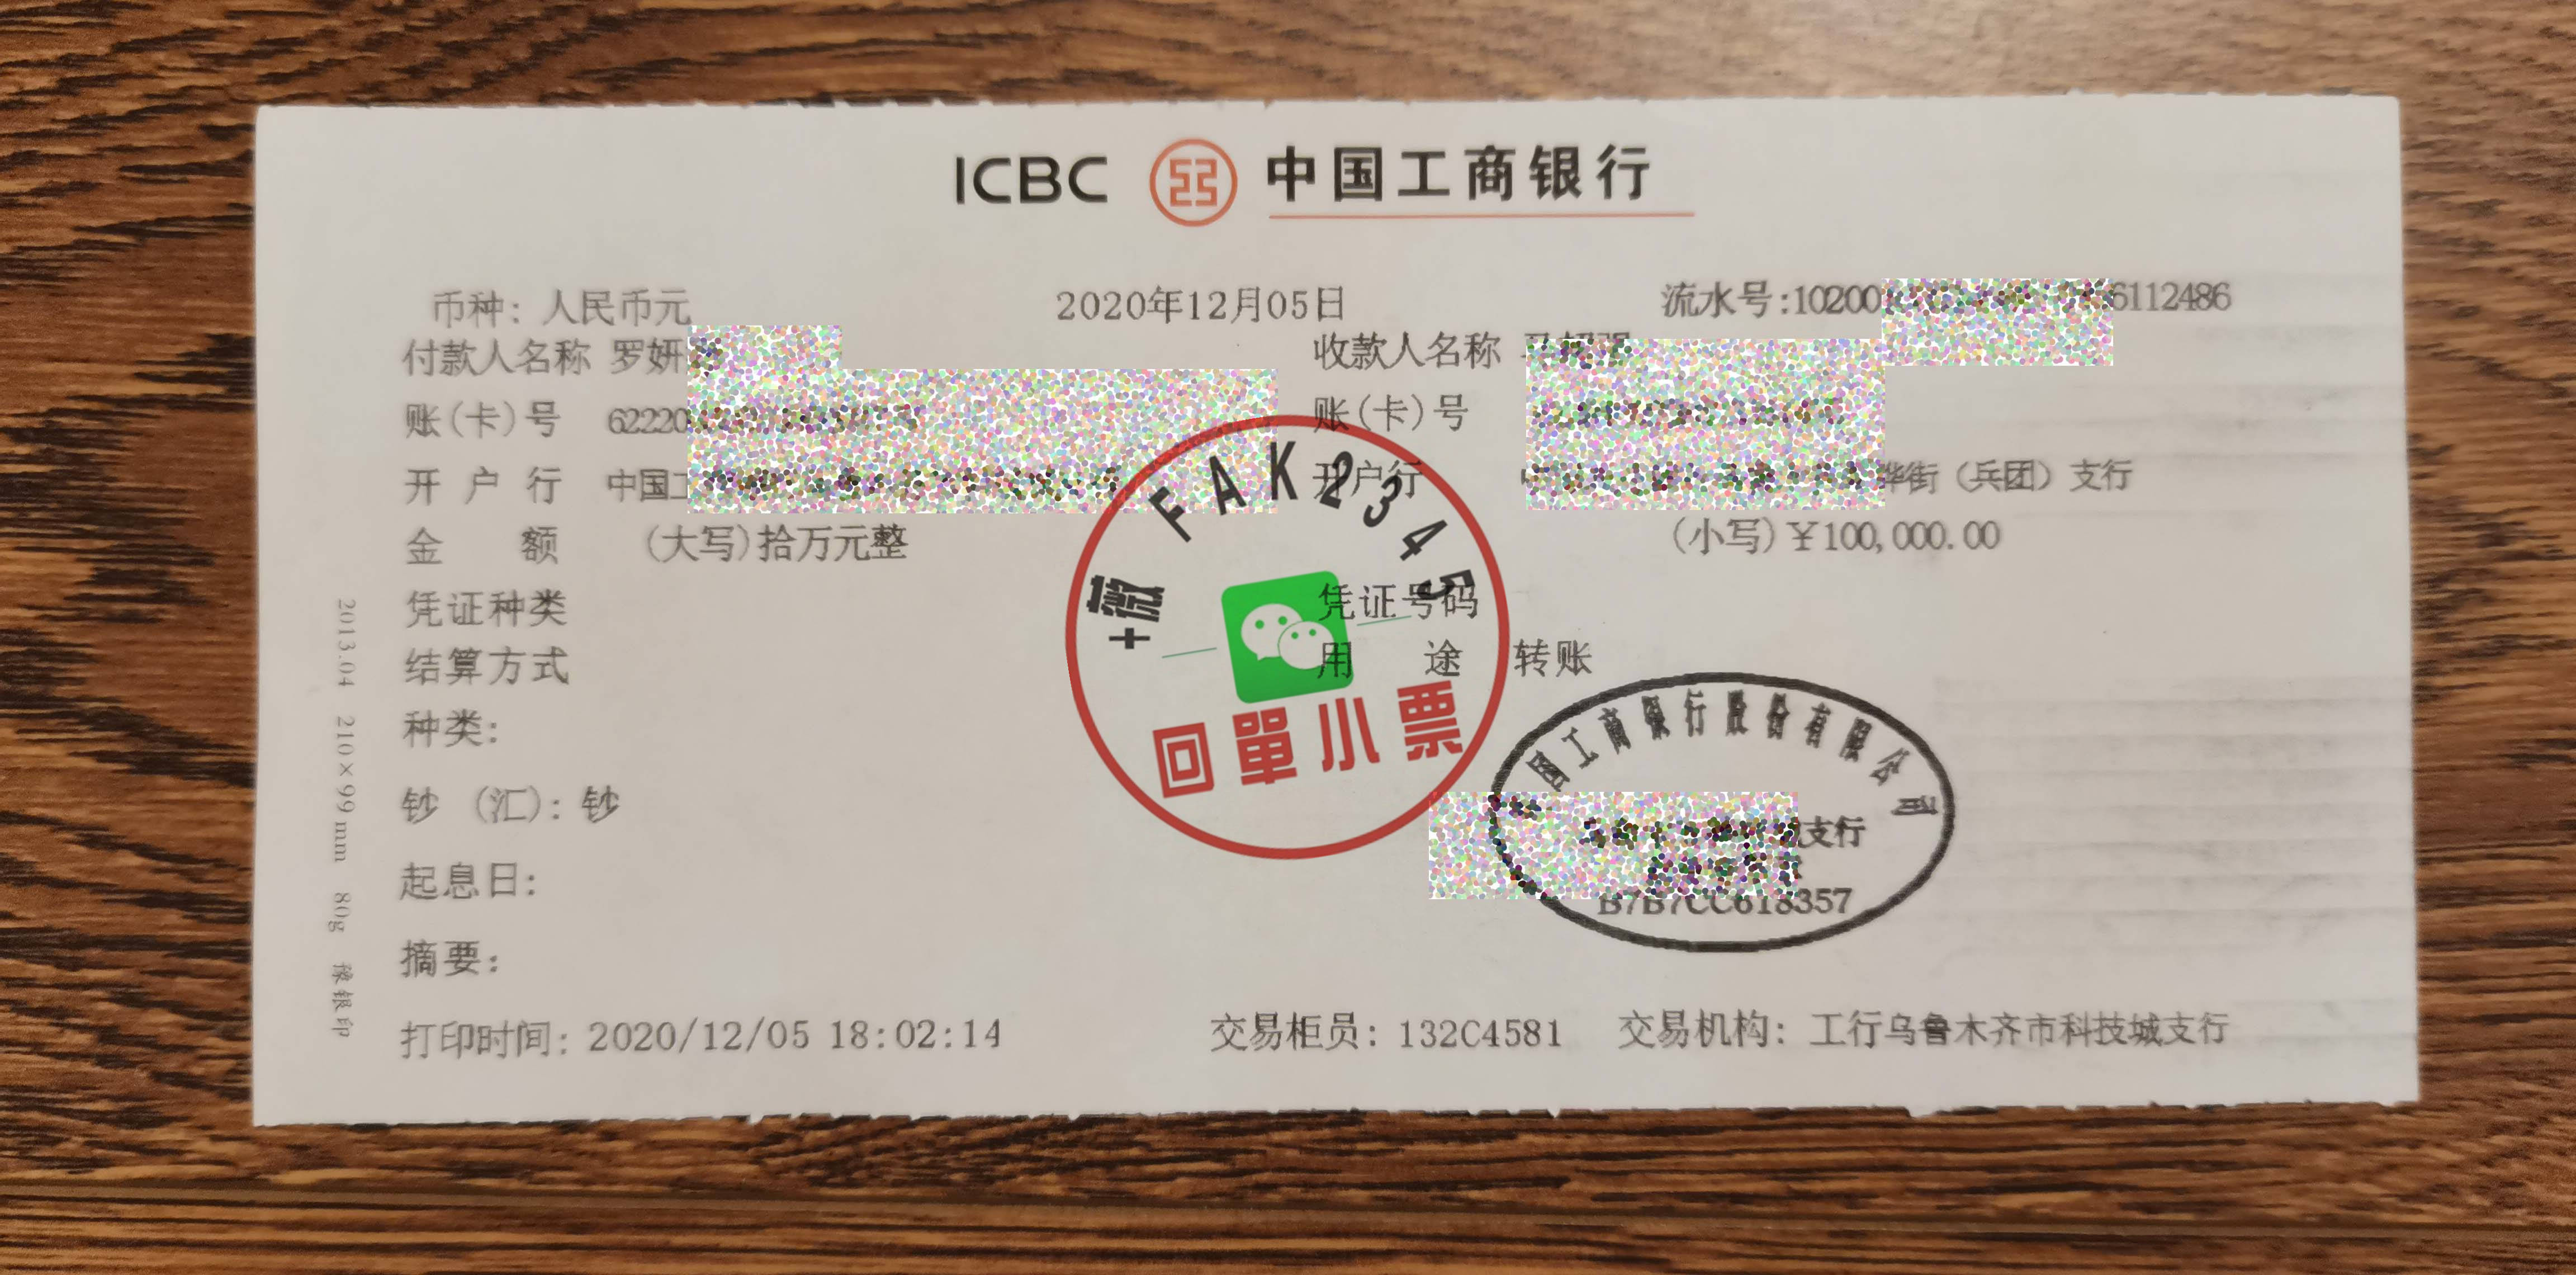 ICBC 中国工商银行
币种：人民币元 2020年12月05日 流水号:10200 6112486
付款人名称 罗妍 收款人名称
账(卡)号 62220 账(卡)号
开户行 中国工 开户行 街（兵团）支行
金额 (大写)拾万元整 (小写)￥100,000.00
凭证种类 凭证号码
结算方式 用途 转账
种类：
钞 (汇)：钞
起息日：
摘要：
打印时间：2020/12/05 18:02:14 交易柜员：132C4581 交易机构：工行乌鲁木齐市科技城支行
+微 FAK2345
回單小票
国工商银行股份有限公司
支行
B7B7CC618357
2013.04 210×99mm 80g 豫银印